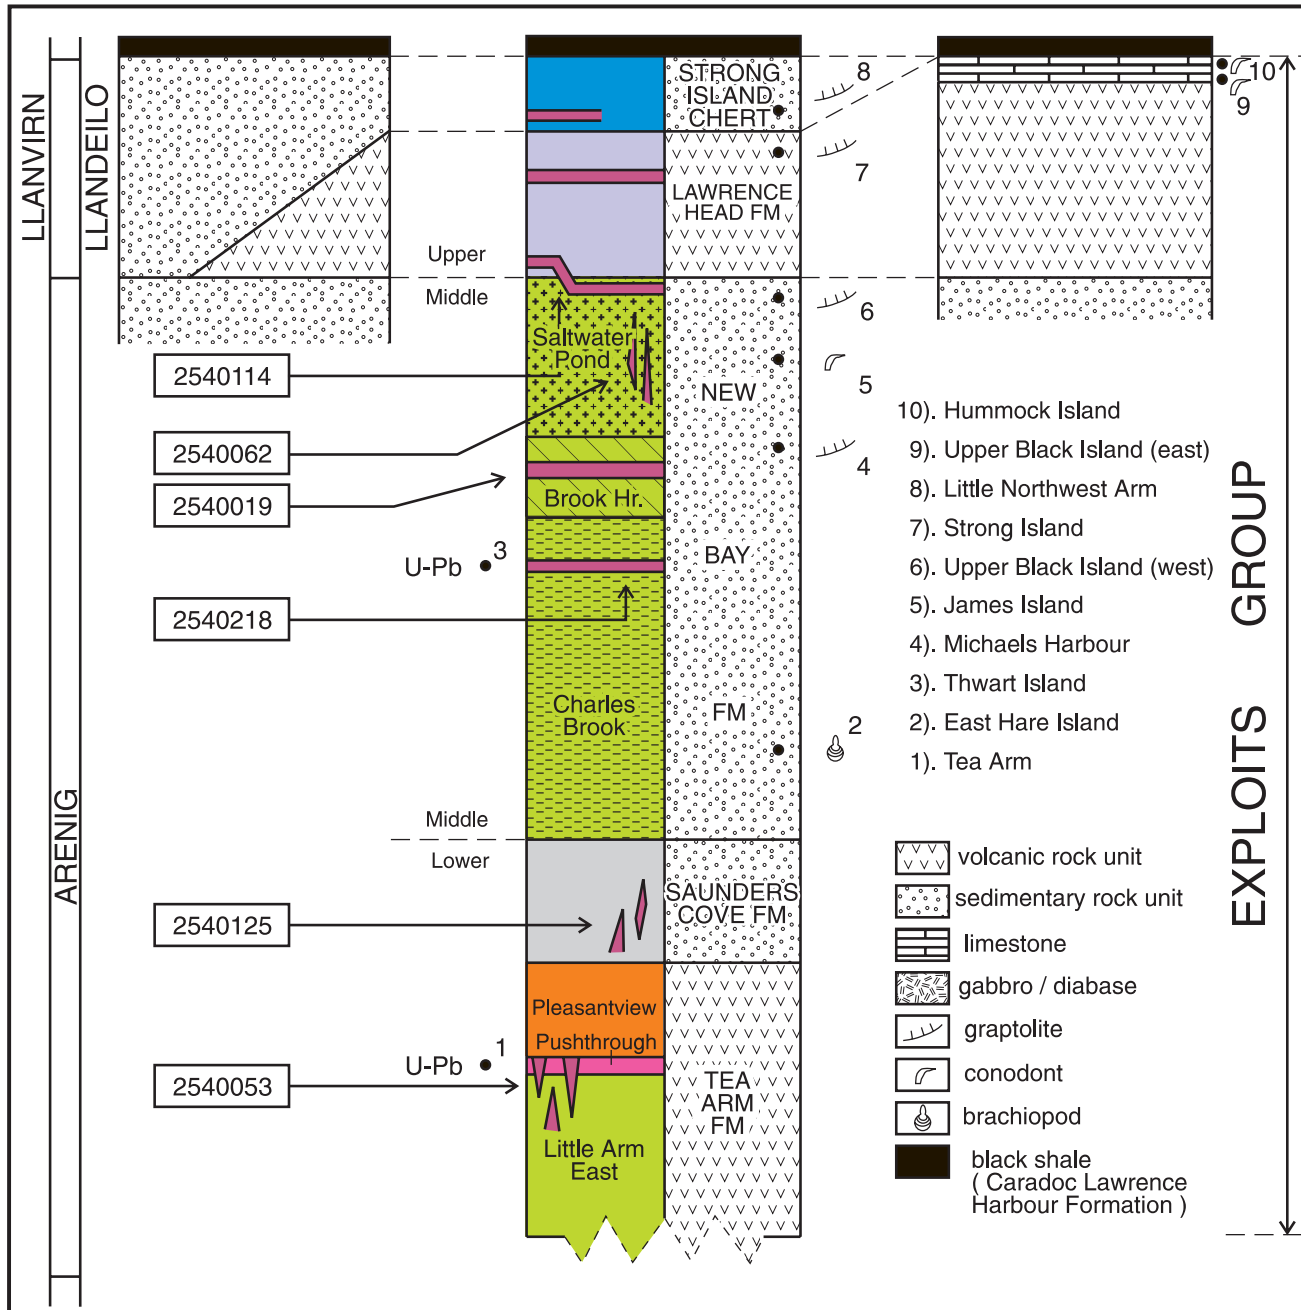 LLANVIRN
LLANDEILO
ARENIG
Upper
Middle
Middle
Lower
2540114
2540062
2540019
U-Pb
3
2540218
2540125
U-Pb
1
2540053
Saltwater
Pond
Brook Hr.
Charles
Brook
Pleasantview
Pushthrough
Little Arm
East
STRONG
ISLAND
CHERT
LAWRENCE
HEAD FM
NEW
BAY
FM
SAUNDERS
COVE FM
TEA
ARM
FM
8
7
6
5
4
2
10
9
10). Hummock Island
9). Upper Black Island (east)
8). Little Northwest Arm
7). Strong Island
6). Upper Black Island (west)
5). James Island
4). Michaels Harbour
3). Thwart Island
2). East Hare Island
1). Tea Arm
volcanic rock unit
sedimentary rock unit
limestone
gabbro / diabase
graptolite
conodont
brachiopod
black shale
( Caradoc Lawrence
Harbour Formation )
EXPLOITS GROUP